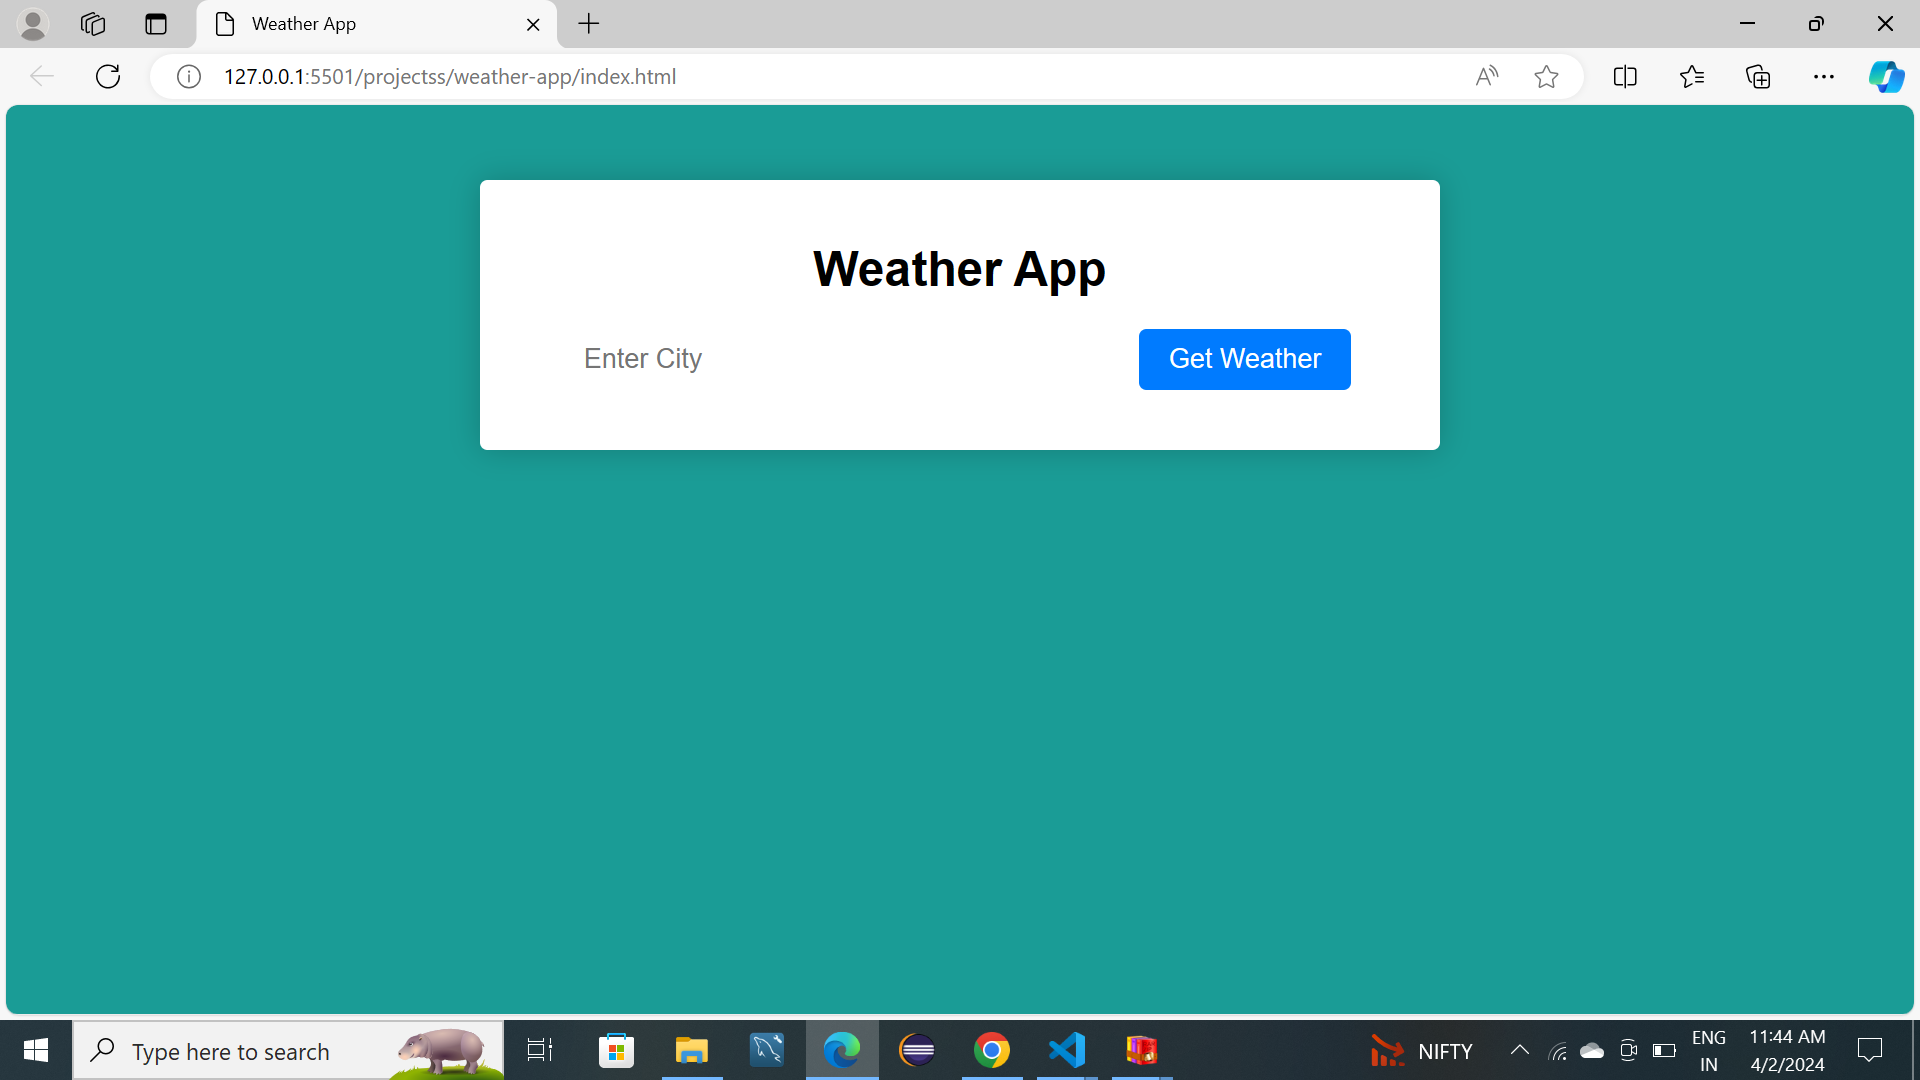 Weather App
127.0.0.1:5501/projectss/weather-app/index.html
Weather App
Enter City
Get Weather
Type here to search
NIFTY
ENG
IN
11:44 AM
4/2/2024